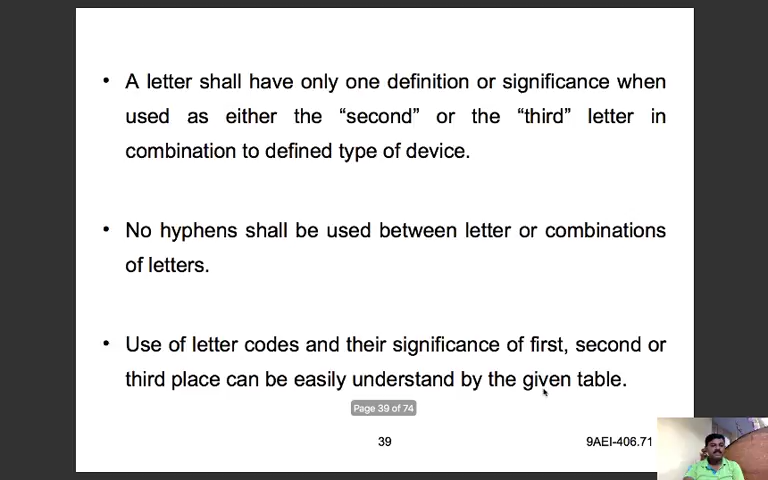 • A letter shall have only one definition or significance when
used as either the “second” or the “third” letter in
combination to defined type of device.
• No hyphens shall be used between letter or combinations
of letters.
• Use of letter codes and their significance of first, second or
third place can be easily understand by the given table.
Page 39 of 74
39 9AEI-406.71